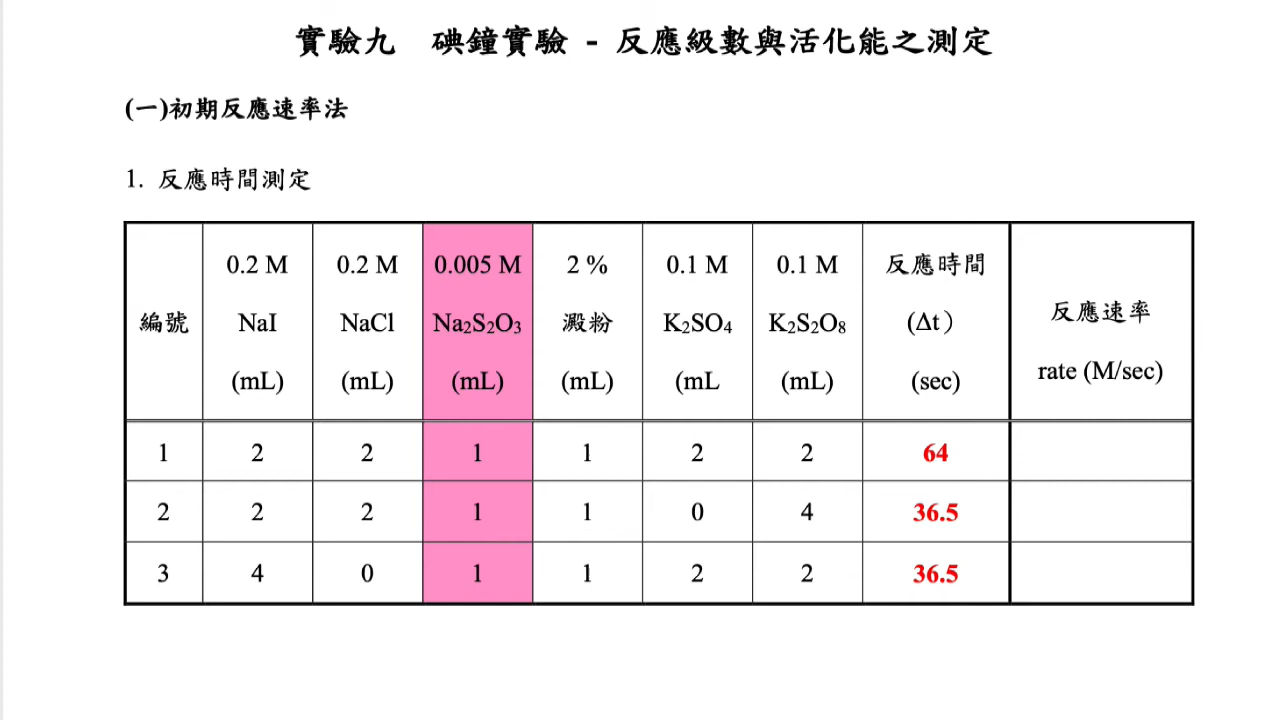 實驗九 碘鐘實驗 - 反應級數與活化能之測定
(一)初期反應速率法
1. 反應時間測定
編號 0.2 M NaI (mL) 0.2 M NaCl (mL) 0.005 M Na2S2O3 (mL) 2 % 澱粉 (mL) 0.1 M K2SO4 (mL 0.1 M K2S2O8 (mL) 反應時間 (Δt） (sec) 反應速率 rate (M/sec)
1 2 2 1 1 2 2 64
2 2 2 1 1 0 4 36.5
3 4 0 1 1 2 2 36.5